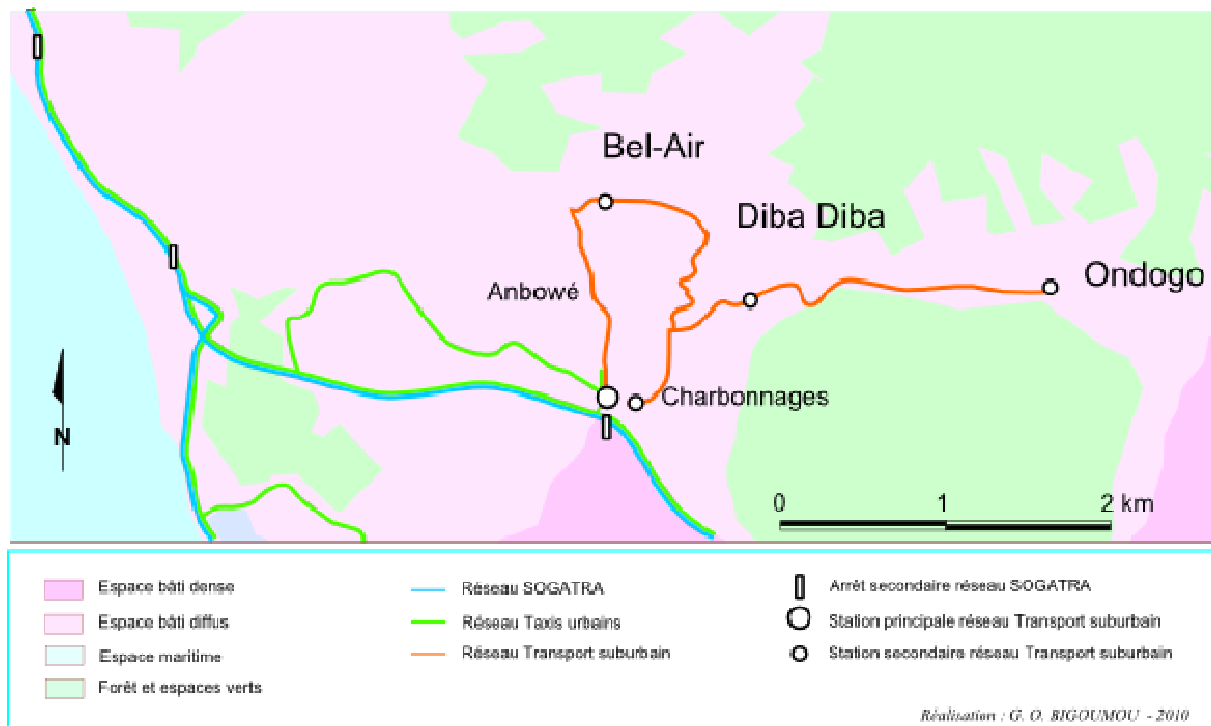 Bel-Air
Diba Diba
Ondogo
Anbowé
Charbonnages
N
0 1 2 km
Espace bâti dense
Espace bâti diffus
Espace maritime
Forêt et espaces verts
Réseau SOGATRA
Réseau Taxis urbains
Réseau Transport suburbain
Arrêt secondaire réseau SOGATRA
Station principale réseau Transport suburbain
Station secondaire réseau Transport suburbain
Réalisation : G. O. BIGOUMOU - 2010